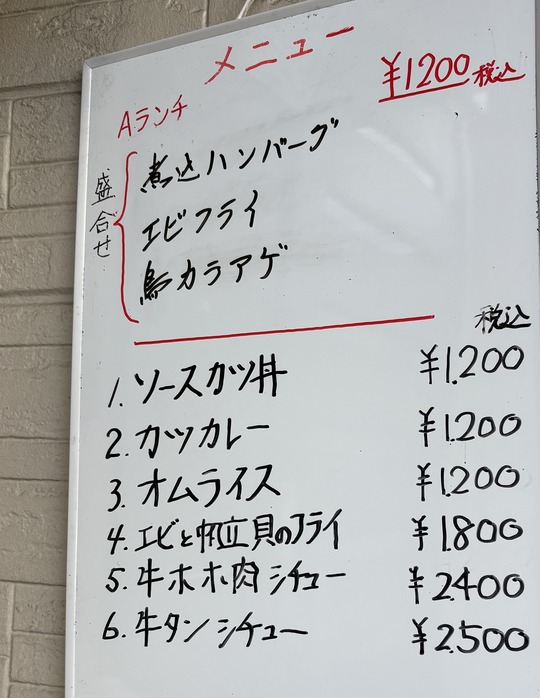 メニュー
Aランチ ¥1200 税込
盛合せ
煮込ハンバーグ
エビフライ
鳥カラアゲ
税込
1. ソースカツ丼 ¥1.200
2. カツカレー ¥1.200
3. オムライス ¥1.200
4. エビと帆立貝のフライ ¥1.800
5. 牛ホホ肉シチュー ¥2.400
6. 牛タンシチュー ¥2.500